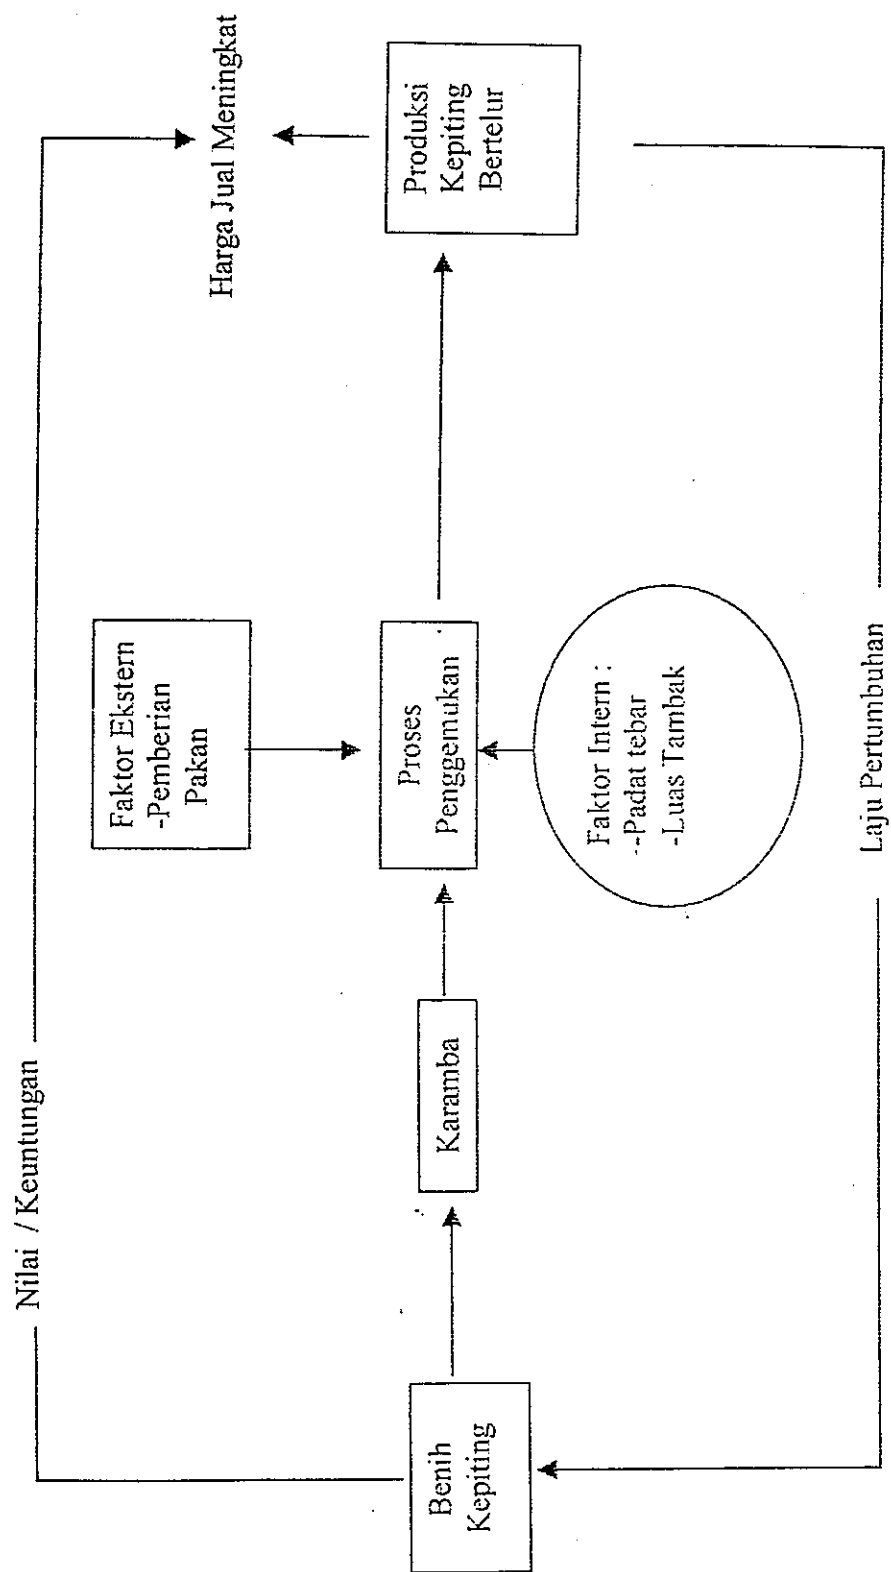 Nilai / Keuntungan
Harga Jual Meningkat
Faktor Ekstern
-Pemberian
Pakan
Benih
Kepiting
Karamba
Proses
Penggemukan
Produksi
Kepiting
Bertelur
Faktor Intern :
--Padat tebar
-Luas Tambak
Laju Pertumbuhan